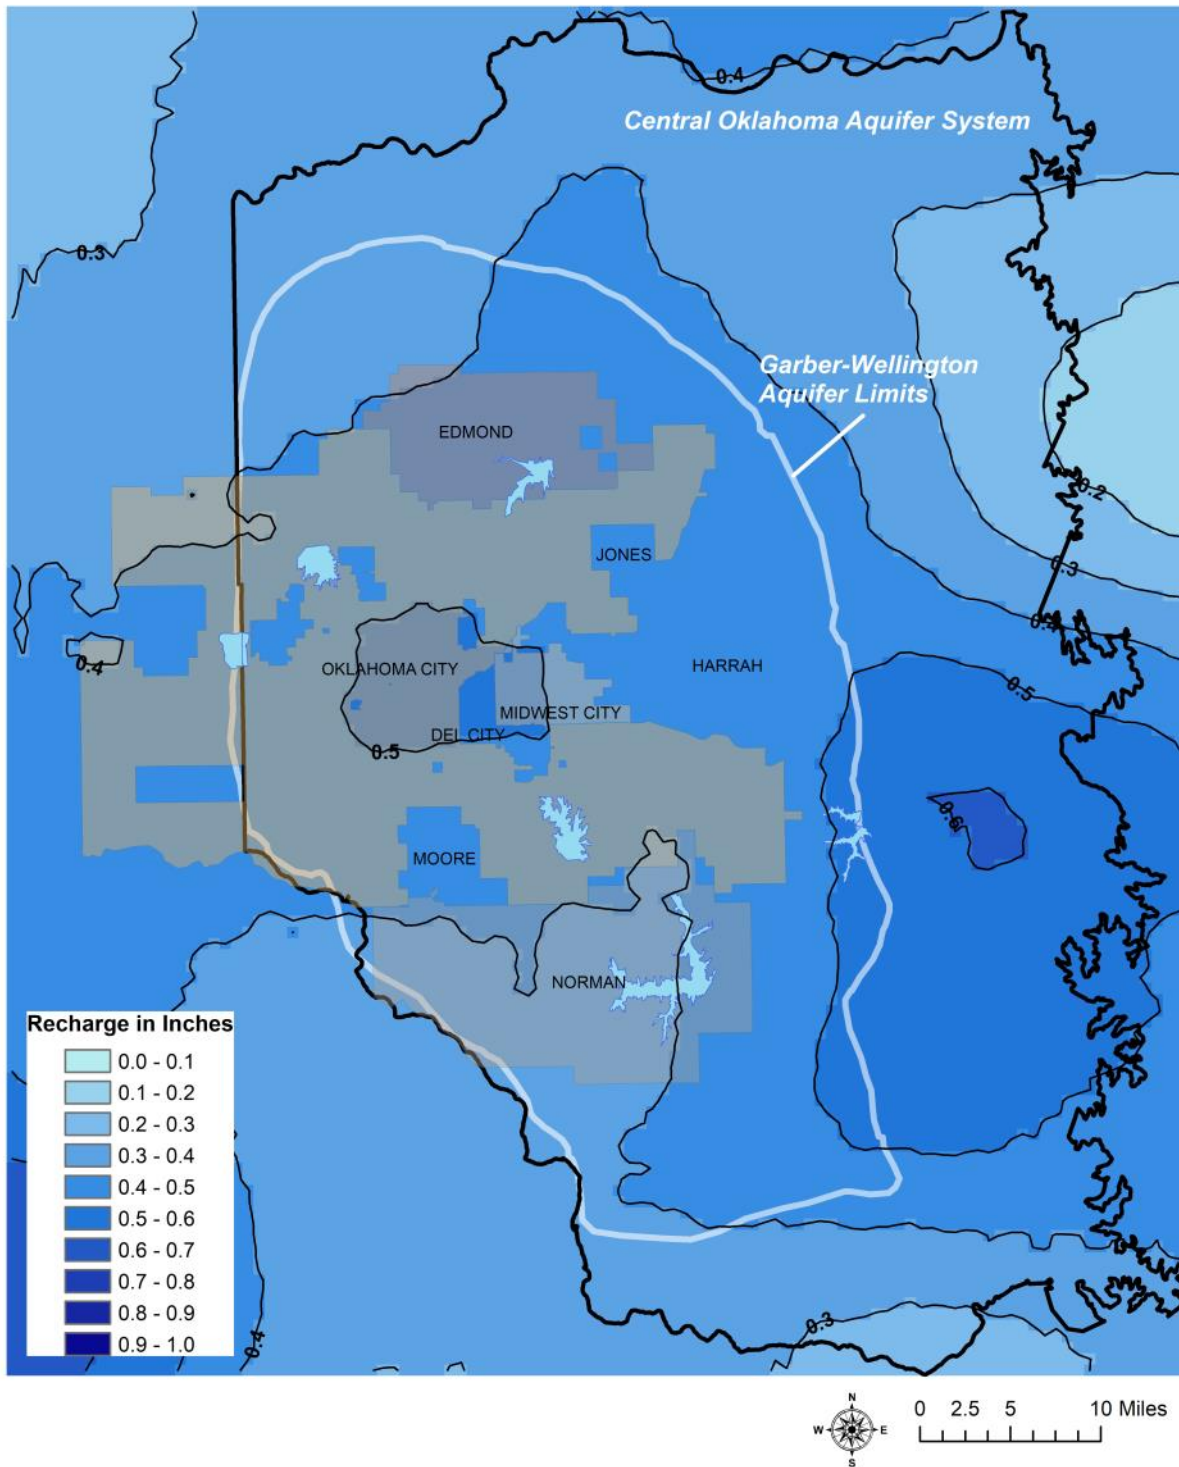 0.4
Central Oklahoma Aquifer System
0.3
Garber-Wellington
Aquifer Limits
EDMOND
0.2
JONES
0.3
0.4
OKLAHOMA CITY
HARRAH
0.5
MIDWEST CITY
DEL CITY
0.5
0.6
MOORE
NORMAN
Recharge in Inches
0.0 - 0.1
0.1 - 0.2
0.2 - 0.3
0.3 - 0.4
0.4 - 0.5
0.5 - 0.6
0.6 - 0.7
0.7 - 0.8
0.8 - 0.9
0.9 - 1.0
0.4
0.3
N
W E
S
0 2.5 5 10 Miles